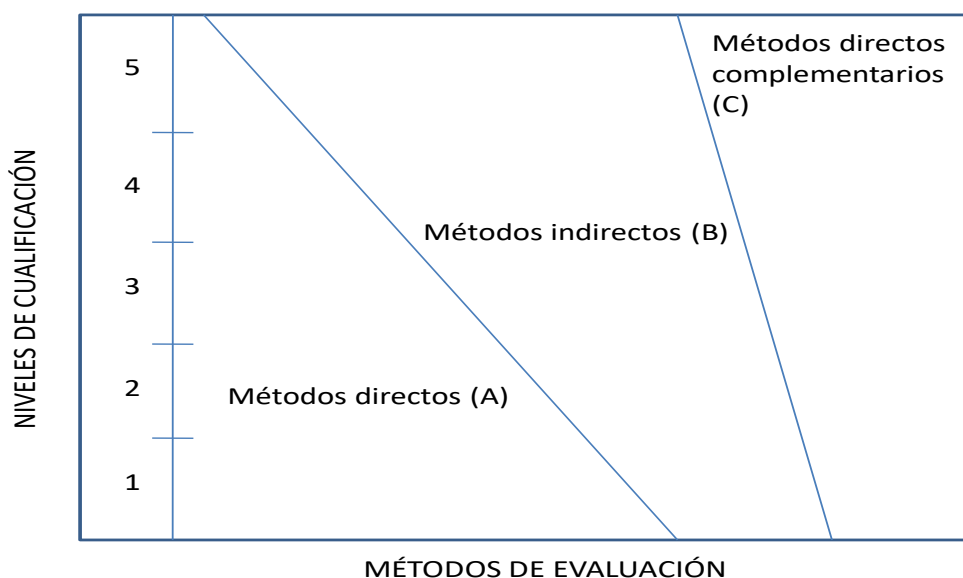 NIVELES DE CUALIFICACIÓN
5
4
3
2
1
Métodos directos
complementarios
(C)
Métodos indirectos (B)
Métodos directos (A)
MÉTODOS DE EVALUACIÓN